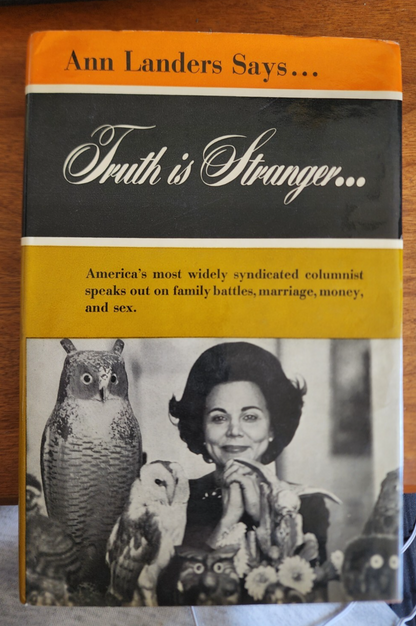 Ann Landers Says...
Truth is Stranger...
America's most widely syndicated columnist
speaks out on family battles, marriage, money,
and sex.